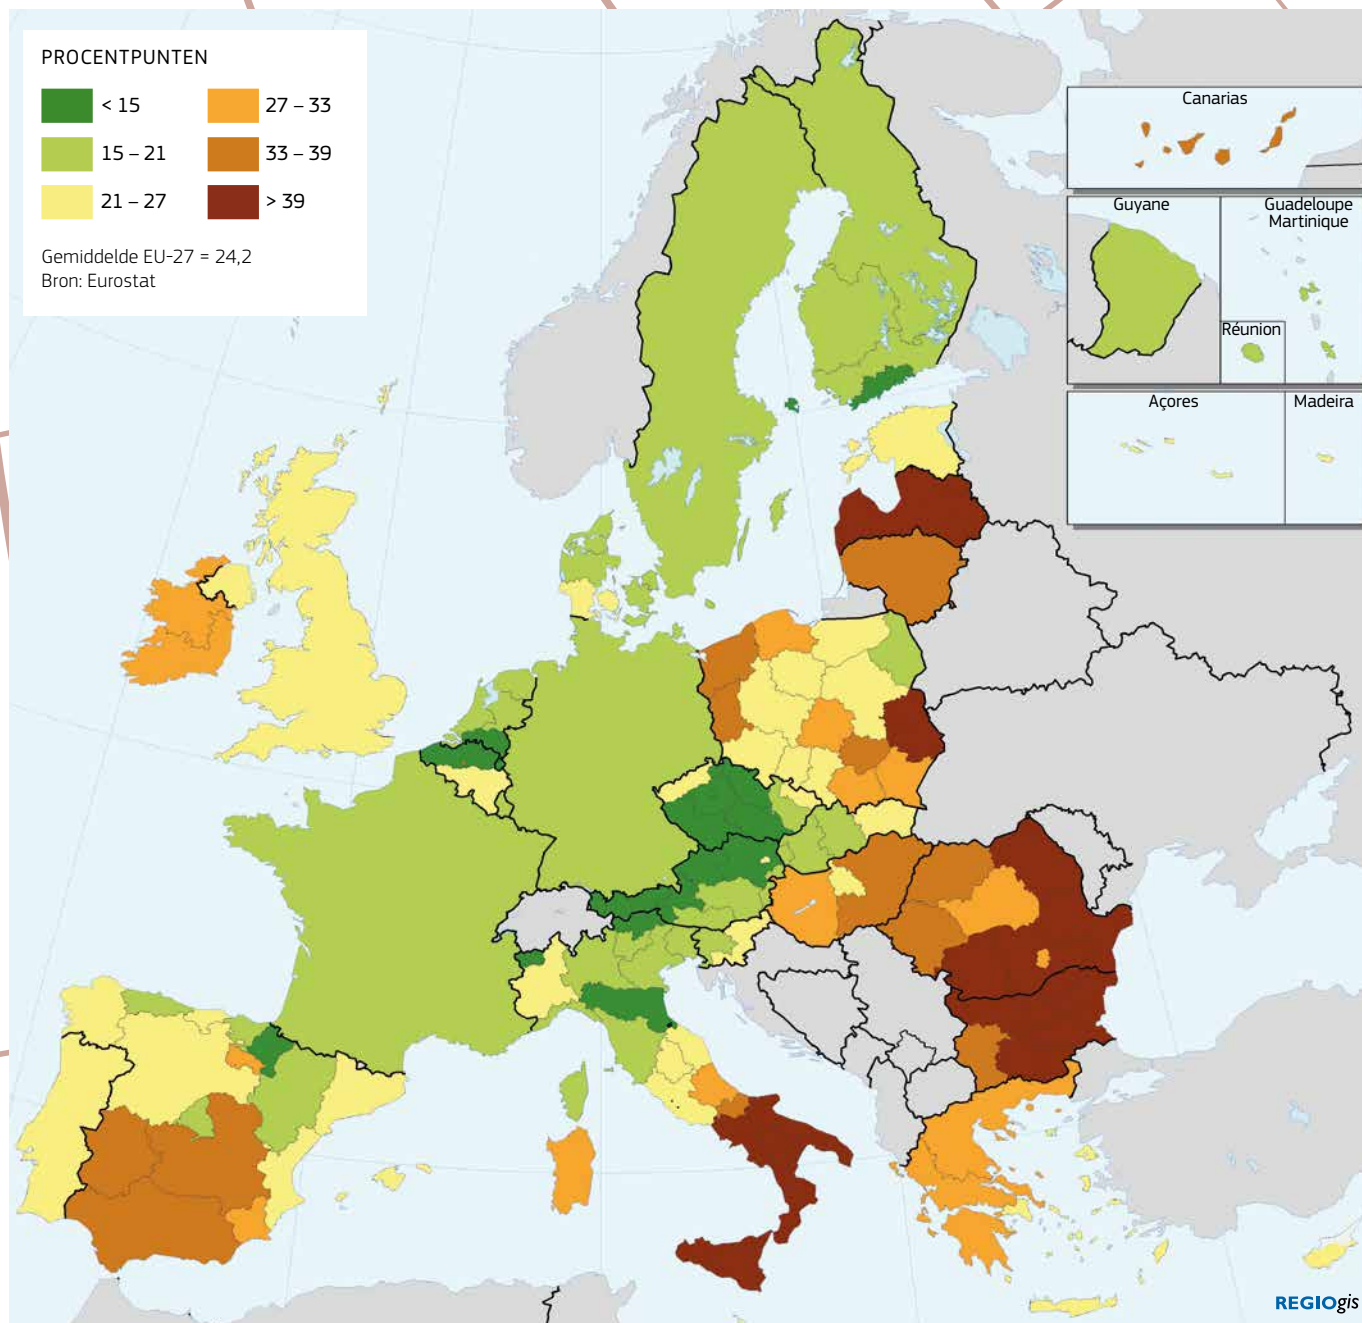 PROCENTPUNTEN
< 15
27 – 33
15 – 21
33 – 39
21 – 27
> 39
Gemiddelde EU-27 = 24,2
Bron: Eurostat
Canarias
Guyane
Guadeloupe
Martinique
Réunion
Açores
Madeira
REGIOgis